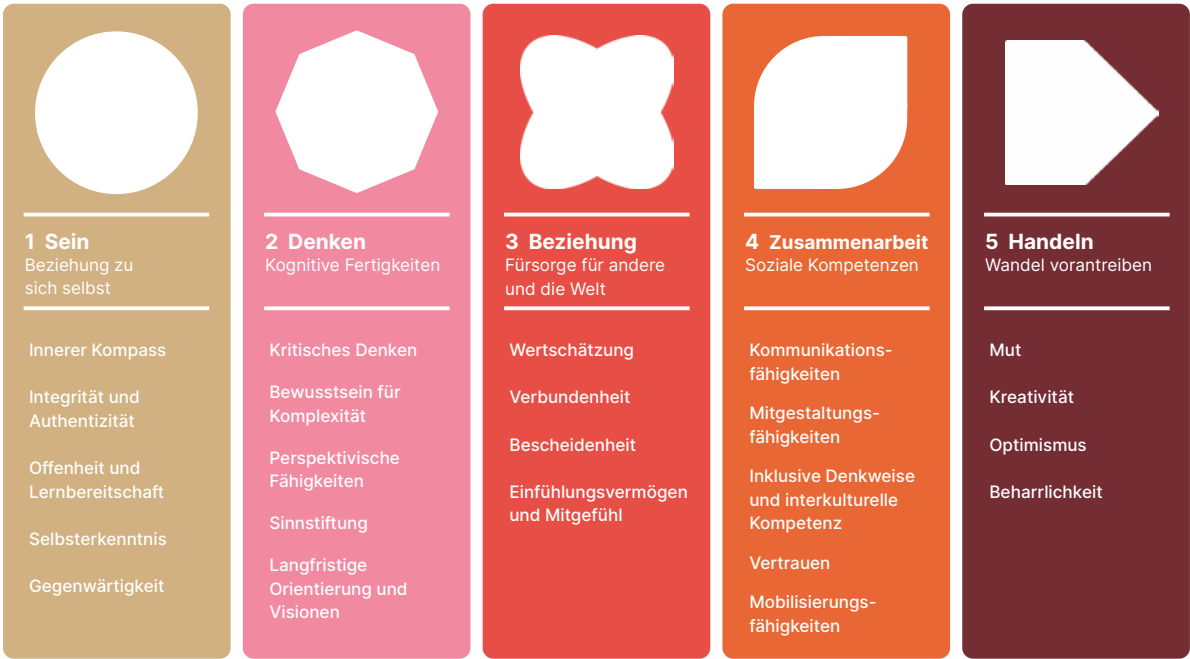 1 Sein
Beziehung zu
sich selbst
Innerer Kompass
Integrität und
Authentizität
Offenheit und
Lernbereitschaft
Selbsterkenntnis
Gegenwärtigkeit
2 Denken
Kognitive Fertigkeiten
Kritisches Denken
Bewusstsein für
Komplexität
Perspektivische
Fähigkeiten
Sinnstiftung
Langfristige
Orientierung und
Visionen
3 Beziehung
Fürsorge für andere
und die Welt
Wertschätzung
Verbundenheit
Bescheidenheit
Einfühlungsvermögen
und Mitgefühl
4 Zusammenarbeit
Soziale Kompetenzen
Kommunikations-
fähigkeiten
Mitgestaltungs-
fähigkeiten
Inklusive Denkweise
und interkulturelle
Kompetenz
Vertrauen
Mobilisierungs-
fähigkeiten
5 Handeln
Wandel vorantreiben
Mut
Kreativität
Optimismus
Beharrlichkeit